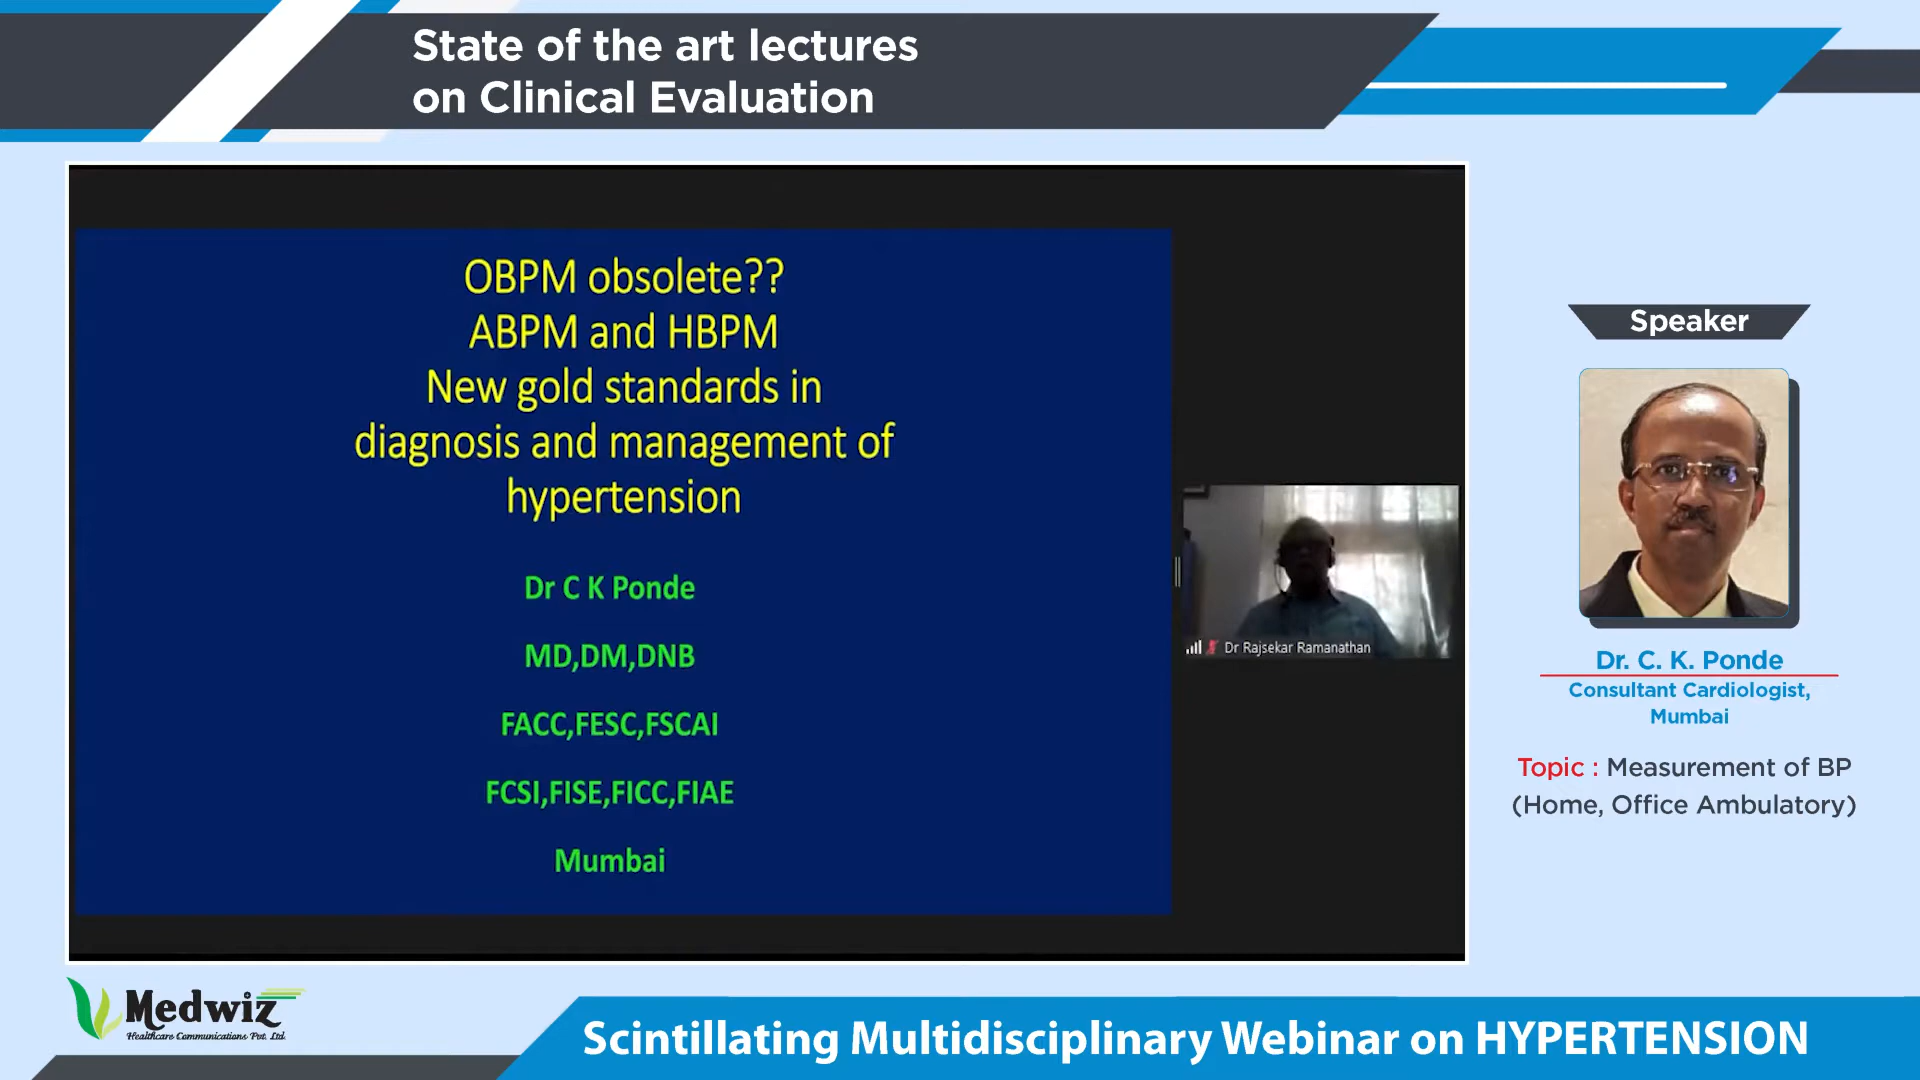 State of the art lectures
on Clinical Evaluation
OBPM obsolete??
ABPM and HBPM
New gold standards in
diagnosis and management of
hypertension
Dr C K Ponde
MD,DM,DNB
FACC,FESC,FSCAI
FCSI,FISE,FICC,FIAE
Mumbai
Dr Rajsekar Ramanathan
Speaker
Dr. C. K. Ponde
Consultant Cardiologist,
Mumbai
Topic : Measurement of BP
(Home, Office Ambulatory)
Medwiz
Healthcare Communications Pvt. Ltd.
Scintillating Multidisciplinary Webinar on HYPERTENSION